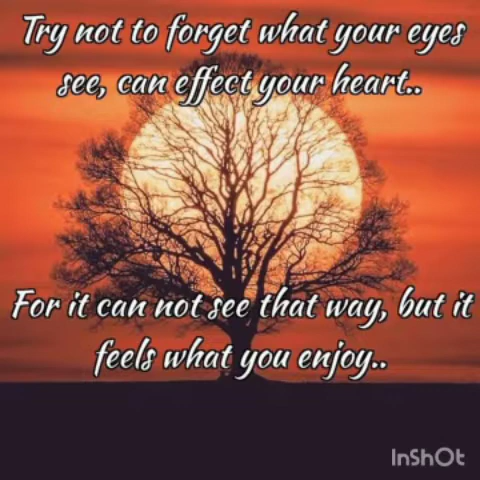 Try not to forget what your eyes
see, can effect your heart..
For it can not see that way, but it
feels what you enjoy..
InShOt